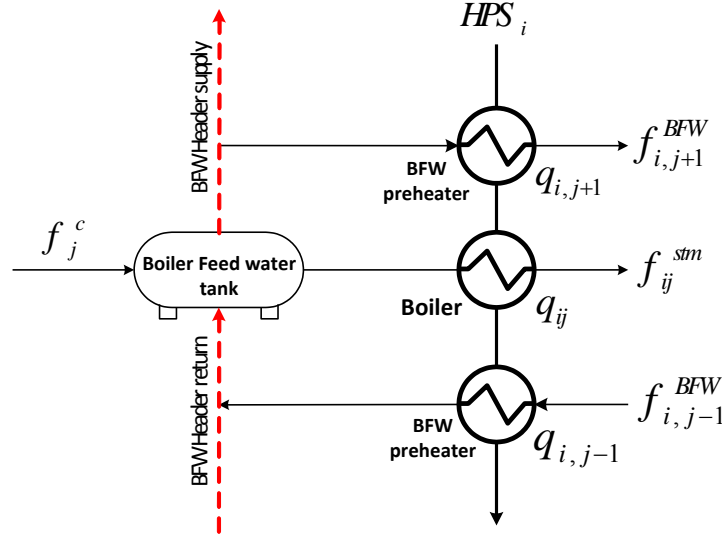 HPS i
BFW Header supply
f BFW i, j+1
BFW
preheater
q i, j+1
f c j
Boiler Feed water
tank
f stm ij
Boiler
q ij
BFW Header return
f BFW i, j−1
BFW
preheater
q i, j−1